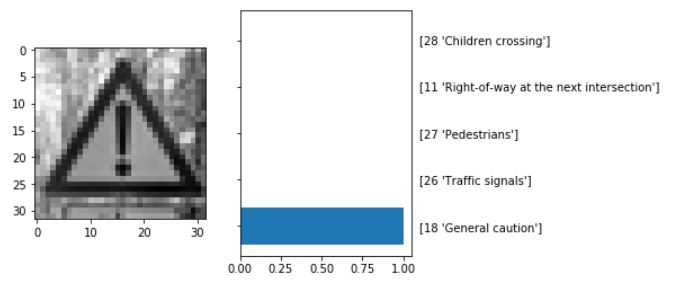 [28 'Children crossing']
[11 'Right-of-way at the next intersection']
[27 'Pedestrians']
[26 'Traffic signals']
[18 'General caution']
0
5
10
15
20
25
30
0 10 20 30
0.00 0.25 0.50 0.75 1.00